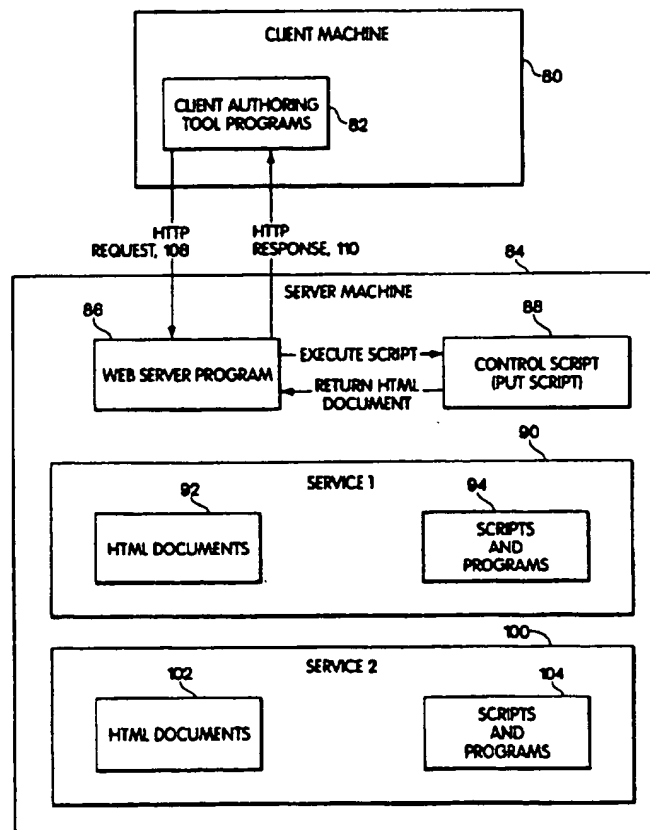 CLIENT MACHINE
80
CLIENT AUTHORING
TOOL PROGRAMS
82
HTTP
REQUEST, 108
HTTP
RESPONSE, 110
84
SERVER MACHINE
86
WEB SERVER PROGRAM
EXECUTE SCRIPT
RETURN HTML
DOCUMENT
88
CONTROL SCRIPT
(PUT SCRIPT)
90
SERVICE 1
92
HTML DOCUMENTS
94
SCRIPTS
AND
PROGRAMS
100
SERVICE 2
102
HTML DOCUMENTS
104
SCRIPTS
AND
PROGRAMS